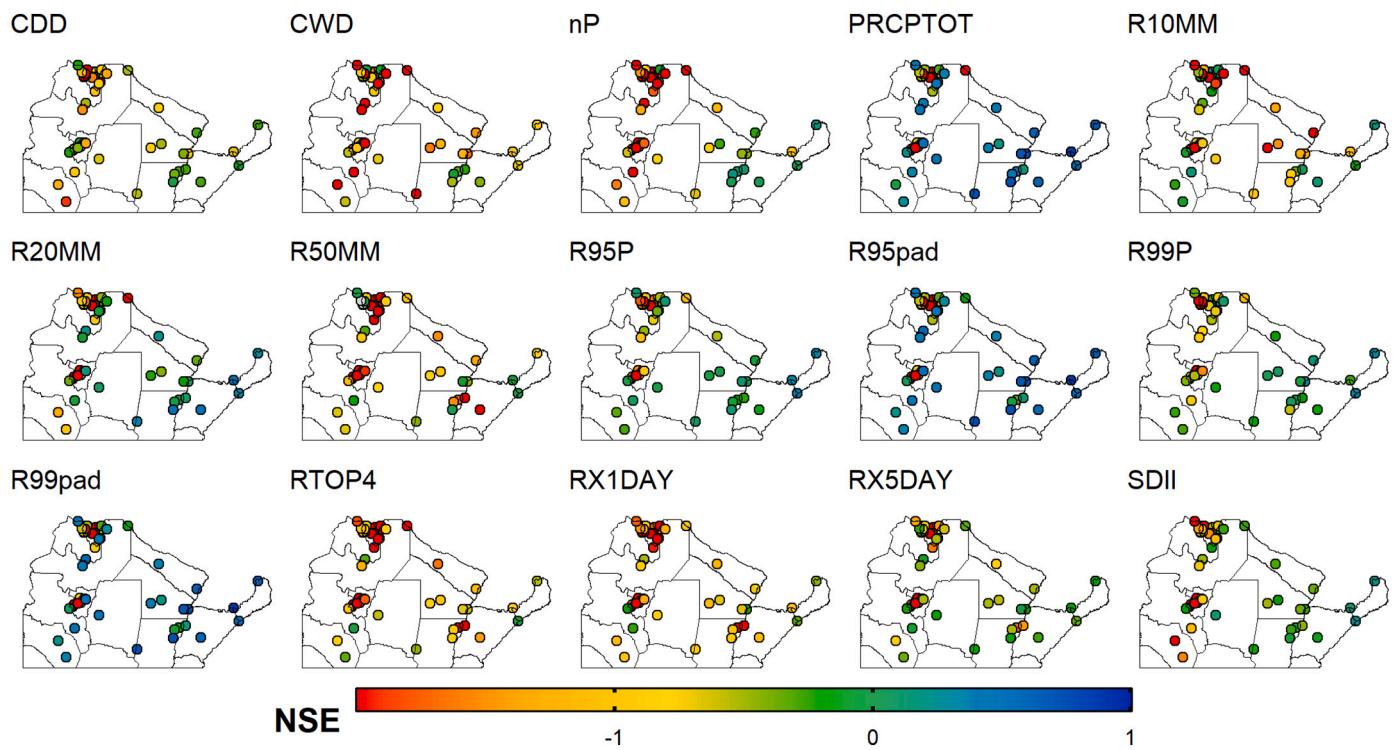 CDD CWD nP PRCPTOT R10MM
R20MM R50MM R95P R95pad R99P
R99pad RTOP4 RX1DAY RX5DAY SDII
NSE
-1 0 1